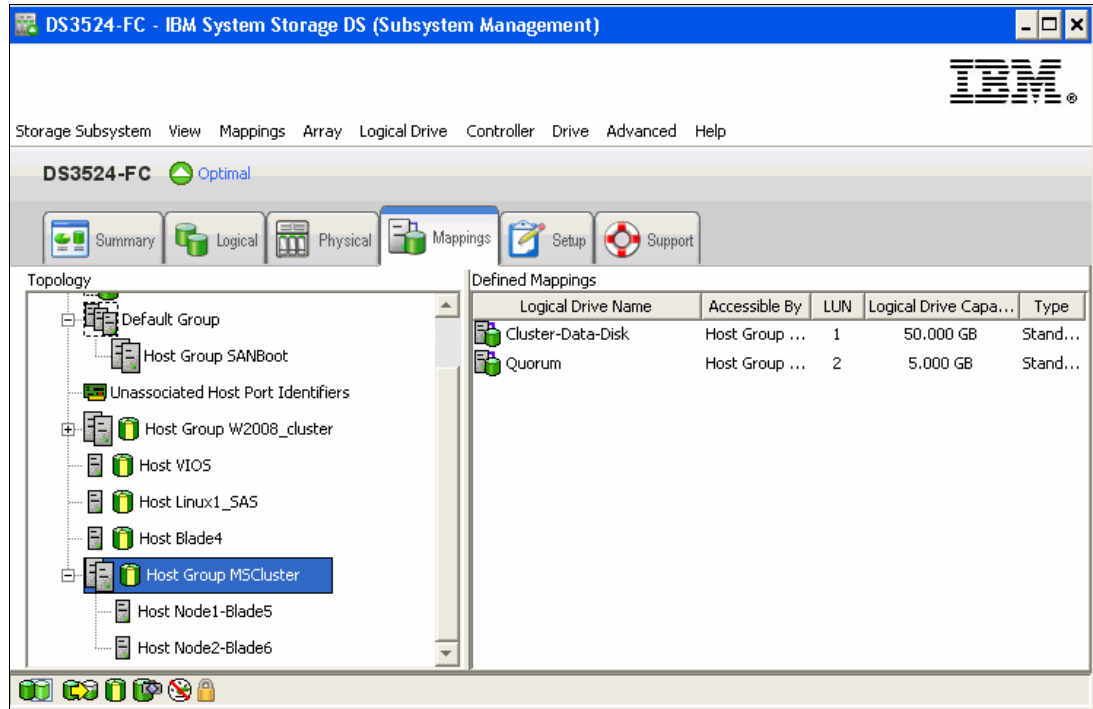 DS3524-FC - IBM System Storage DS (Subsystem Management)
IBM®
Storage Subsystem View Mappings Array Logical Drive Controller Drive Advanced Help
DS3524-FC Optimal
Summary Logical Physical Mappings Setup Support
Topology
Default Group
Host Group SANBoot
Unassociated Host Port Identifiers
Host Group W2008_cluster
Host VIOS
Host Linux1_SAS
Host Blade4
Host Group MSCluster
Host Node1-Blade5
Host Node2-Blade6
Defined Mappings
Logical Drive Name Accessible By LUN Logical Drive Capa... Type
Cluster-Data-Disk Host Group ... 1 50.000 GB Stand...
Quorum Host Group ... 2 5.000 GB Stand...